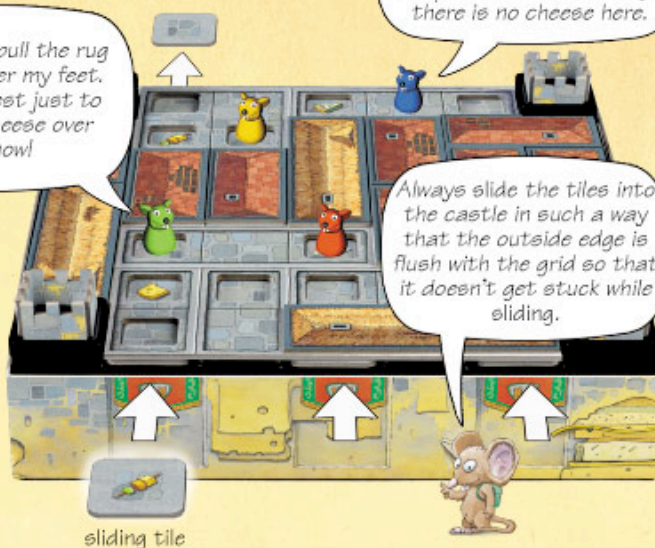 pull the rug
er my feet.
est just to
eese over
now!
there is no cheese here.
Always slide the tiles into
the castle in such a way
that the outside edge is
flush with the grid so that
it doesn't get stuck while
sliding.
sliding tile